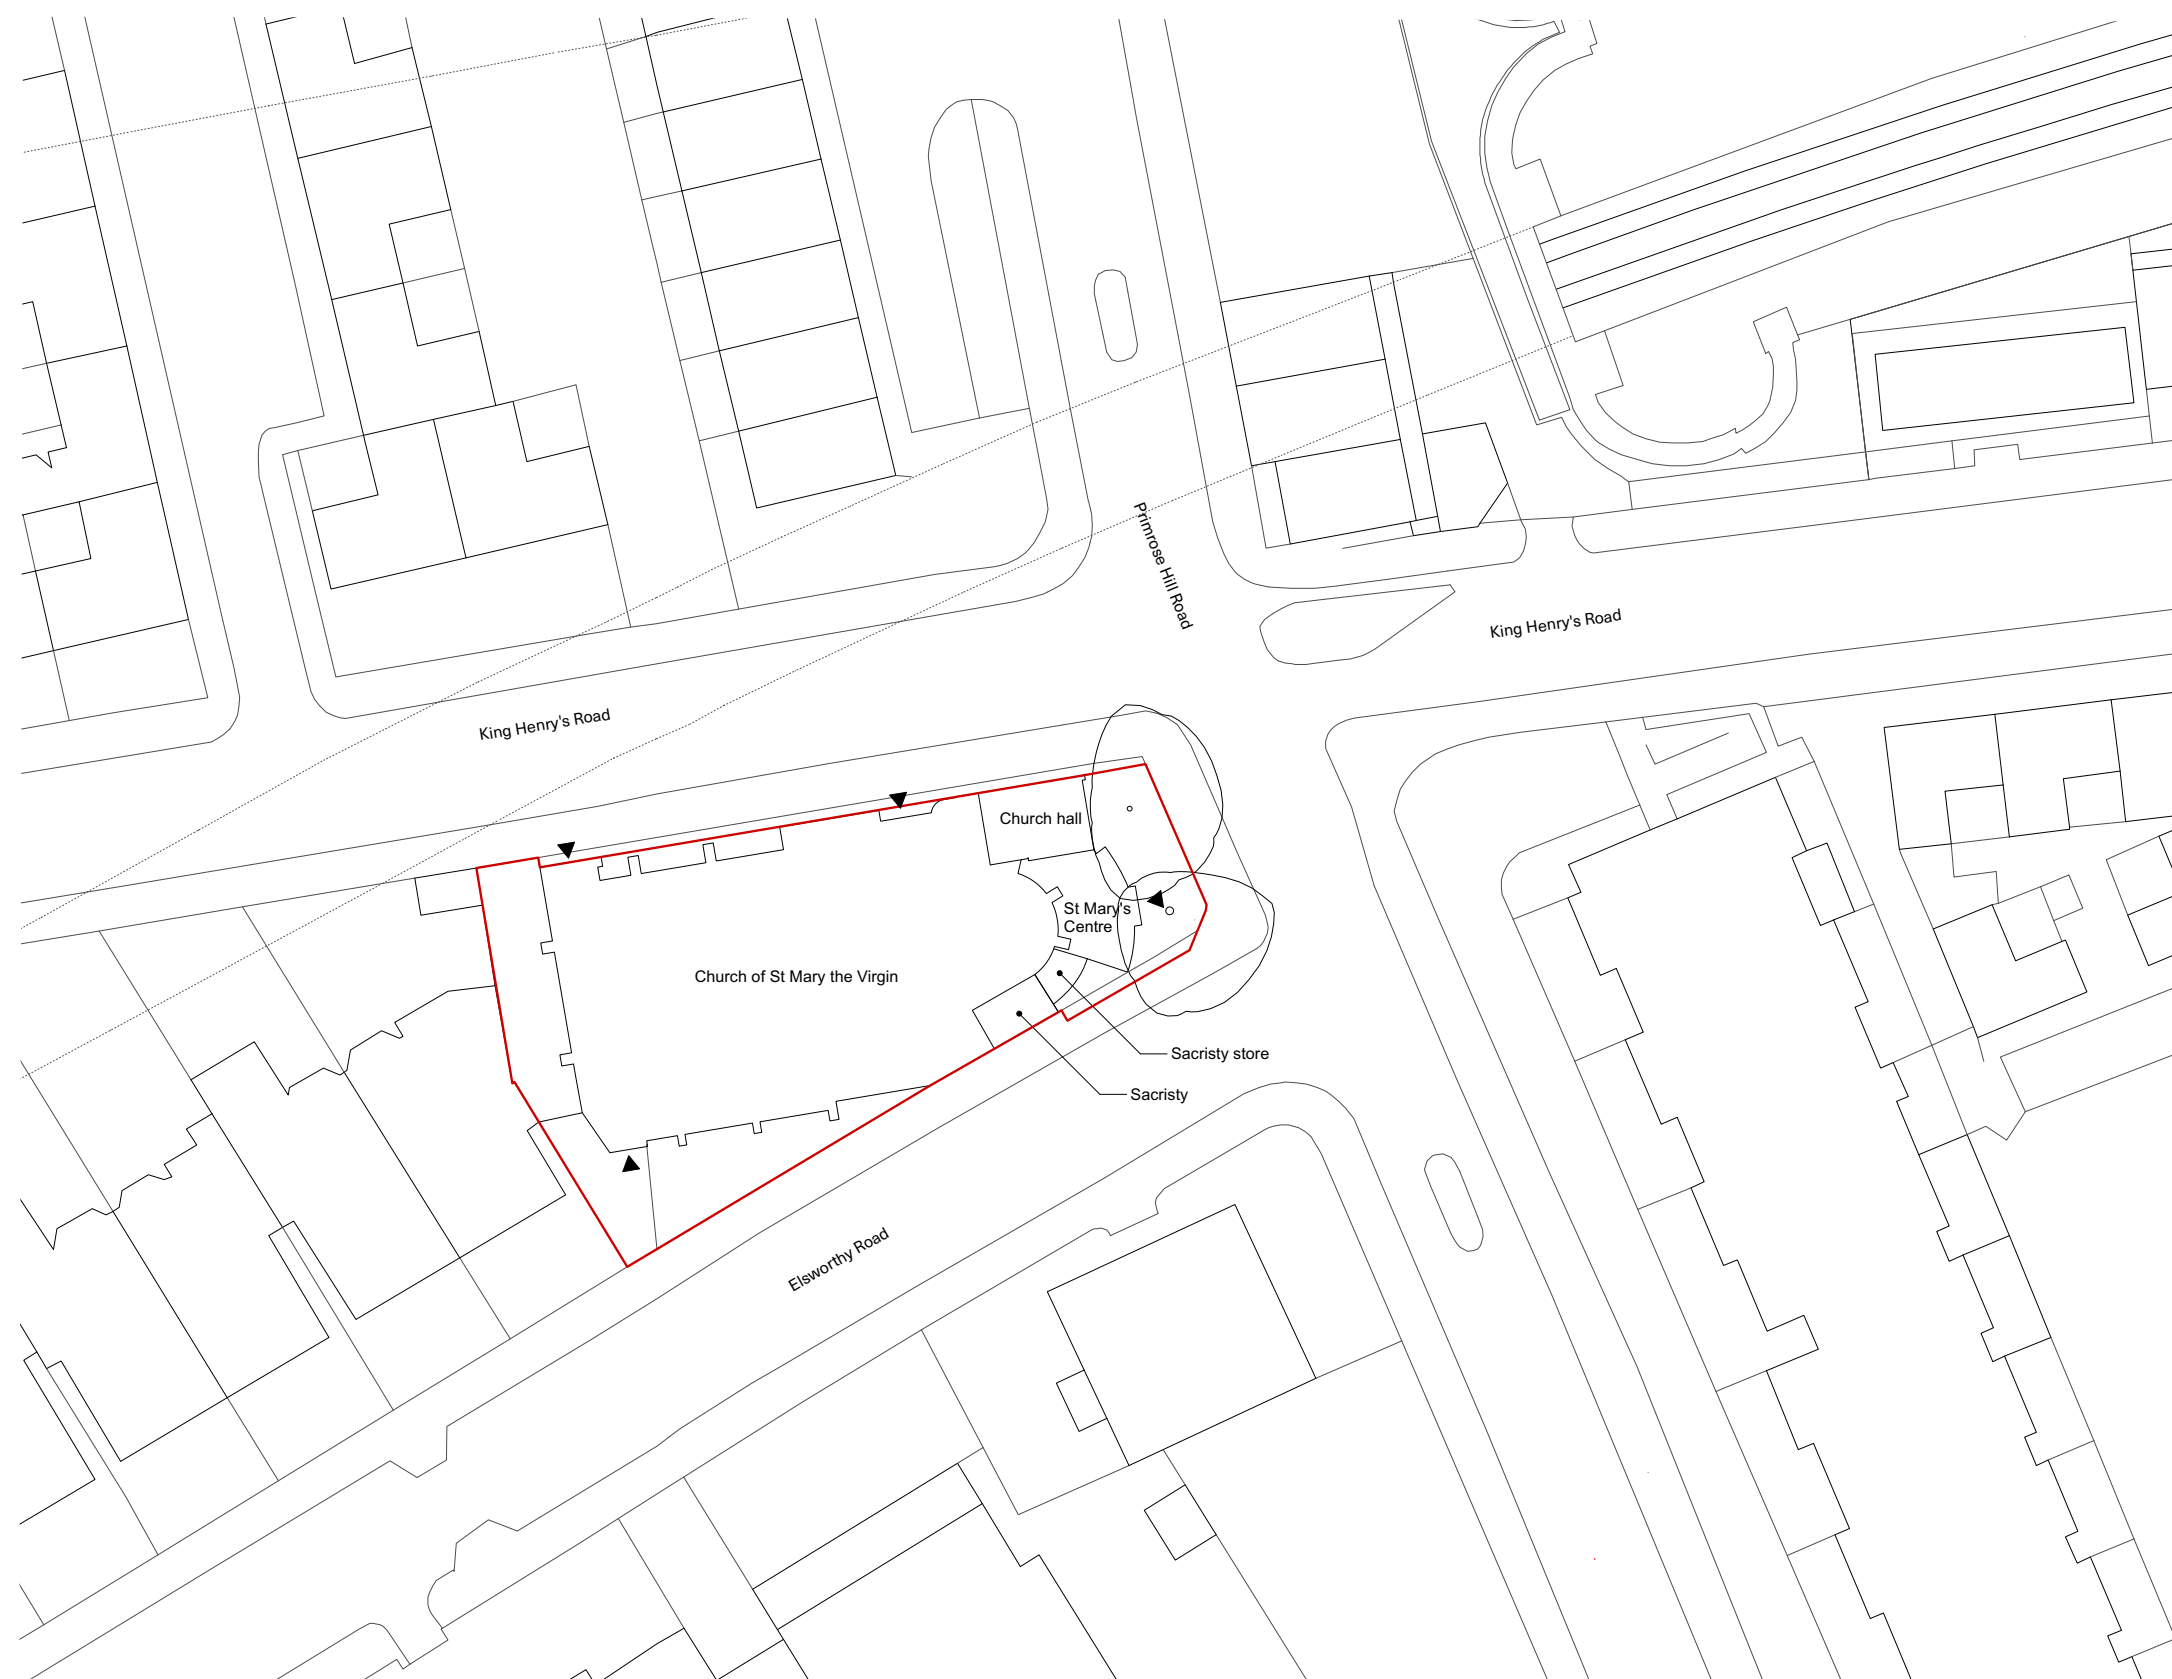 Primrose Hill Road
King Henry's Road
King Henry's Road
Church hall
St Mary's
Centre
Church of St Mary the Virgin
Sacristy store
Sacristy
Elsworthy Road